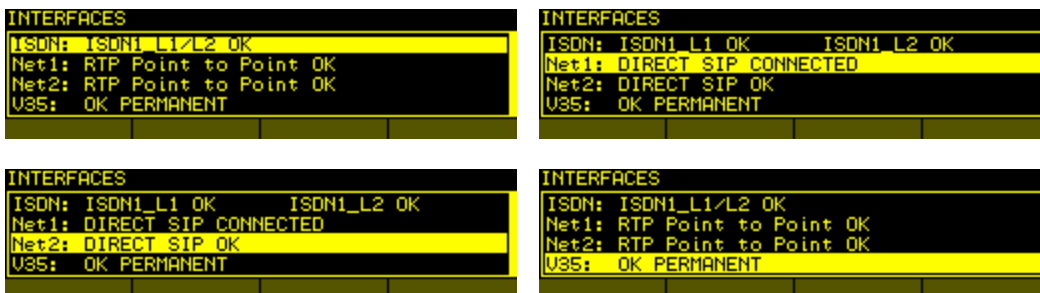 INTERFACES
ISDN: ISDN1_L1/L2 OK
Net1: RTP Point to Point OK
Net2: RTP Point to Point OK
V35: OK PERMANENT
INTERFACES
ISDN: ISDN1_L1 OK ISDN1_L2 OK
Net1: DIRECT SIP CONNECTED
Net2: DIRECT SIP OK
V35: OK PERMANENT
INTERFACES
ISDN: ISDN1_L1 OK ISDN1_L2 OK
Net1: DIRECT SIP CONNECTED
Net2: DIRECT SIP OK
V35: OK PERMANENT
INTERFACES
ISDN: ISDN1_L1/L2 OK
Net1: RTP Point to Point OK
Net2: RTP Point to Point OK
V35: OK PERMANENT